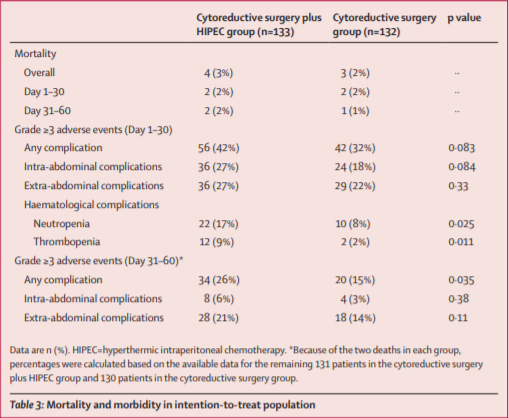 Cytoreductive surgery plus HIPEC group (n=133) Cytoreductive surgery group (n=132) p value
Mortality
Overall 4 (3%) 3 (2%) ··
Day 1–30 2 (2%) 2 (2%) ··
Day 31–60 2 (2%) 1 (1%) ··
Grade ≥3 adverse events (Day 1–30)
Any complication 56 (42%) 42 (32%) 0·083
Intra-abdominal complications 36 (27%) 24 (18%) 0·084
Extra-abdominal complications 36 (27%) 29 (22%) 0·33
Haematological complications
Neutropenia 22 (17%) 10 (8%) 0·025
Thrombopenia 12 (9%) 2 (2%) 0·011
Grade ≥3 adverse events (Day 31–60)*
Any complication 34 (26%) 20 (15%) 0·035
Intra-abdominal complications 8 (6%) 4 (3%) 0·38
Extra-abdominal complications 28 (21%) 18 (14%) 0·11
Data are n (%). HIPEC=hyperthermic intraperitoneal chemotherapy. *Because of the two deaths in each group,
percentages were calculated based on the available data for the remaining 131 patients in the cytoreductive surgery
plus HIPEC group and 130 patients in the cytoreductive surgery group.
Table 3: Mortality and morbidity in intention-to-treat population